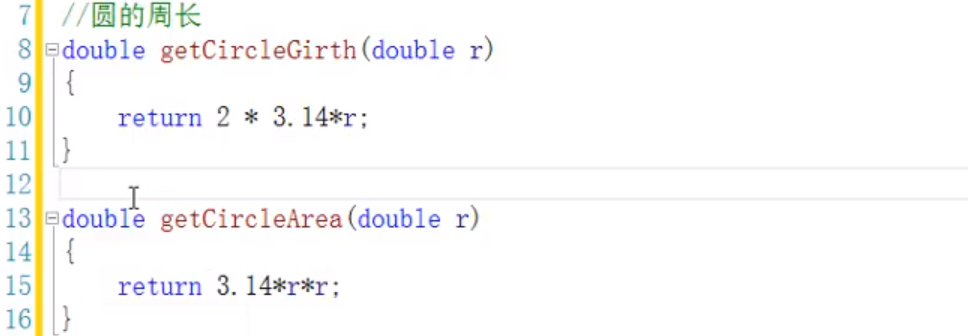 7 //圆的周长
8 double getCircleGirth(double r)
9 {
10 return 2 * 3.14*r;
11 }
12
13 double getCircleArea(double r)
14 {
15 return 3.14*r*r;
16 }